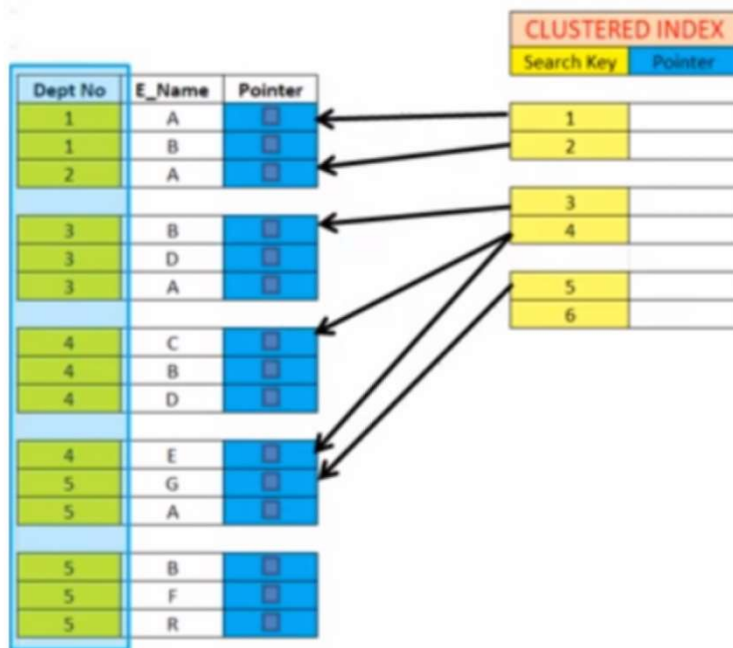 CLUSTERED INDEX
Search Key Pointer
Dept No E_Name Pointer
1 A
1 B
2 A
3 B
3 D
3 A
4 C
4 B
4 D
4 E
5 G
5 A
5 B
5 F
5 R
1
2
3
4
5
6